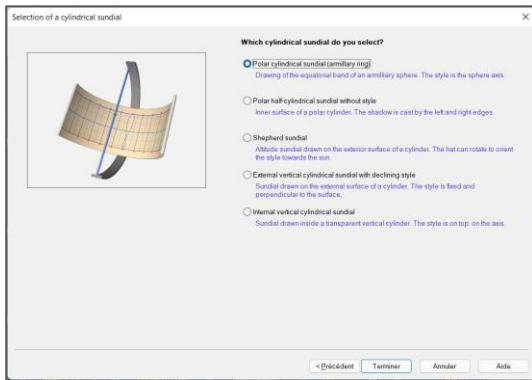 Selection of a cylindrical sundial
Which cylindrical sundial do you select?
Polar cylindrical sundial (armillary ring)
Drawing of the equatorial band of an armillary sphere. The style is the sphere axis.
Polar half-cylindrical sundial without style
Inner surface of a polar cylinder. The shadow is cast by the left and right edges.
Shepherd sundial
Altitude sundial drawn on the exterior surface of a cylinder. The hat can rotate to orient
the style towards the sun.
External vertical cylindrical sundial with declining style
Sundial drawn on the external surface of a cylinder. The style is fixed and
perpendicular to the surface.
Internal vertical cylindrical sundial
Sundial drawn inside a transparent vertical cylinder. The style is on top, on the axis.
< Précédent Terminer Annuler Aide